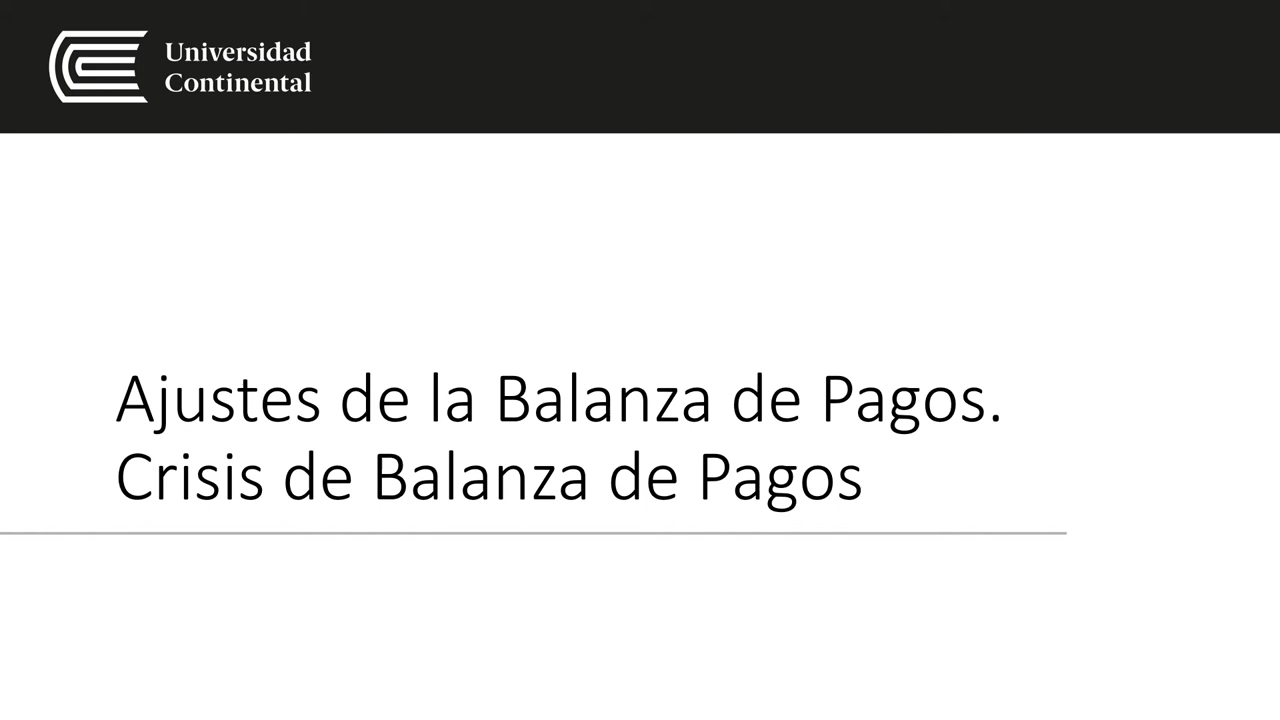 Universidad
Continental
Ajustes de la Balanza de Pagos.
Crisis de Balanza de Pagos